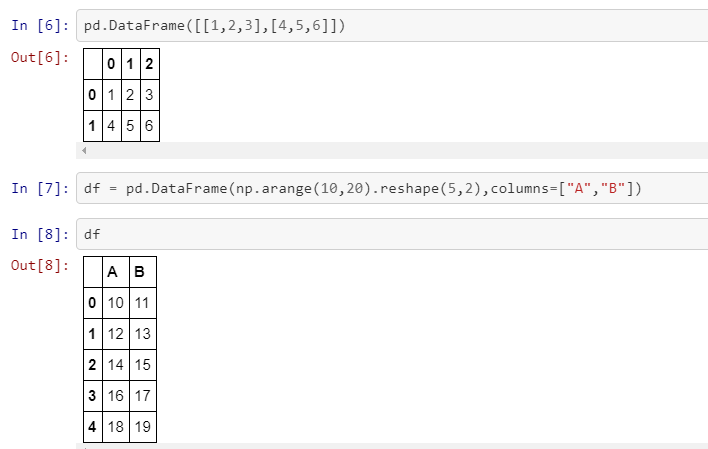 In [6]: pd.DataFrame([[1,2,3],[4,5,6]])
Out[6]:
0 1 2
0 1 2 3
1 4 5 6
In [7]: df = pd.DataFrame(np.arange(10,20).reshape(5,2),columns=["A","B"])
In [8]: df
Out[8]:
A B
0 10 11
1 12 13
2 14 15
3 16 17
4 18 19